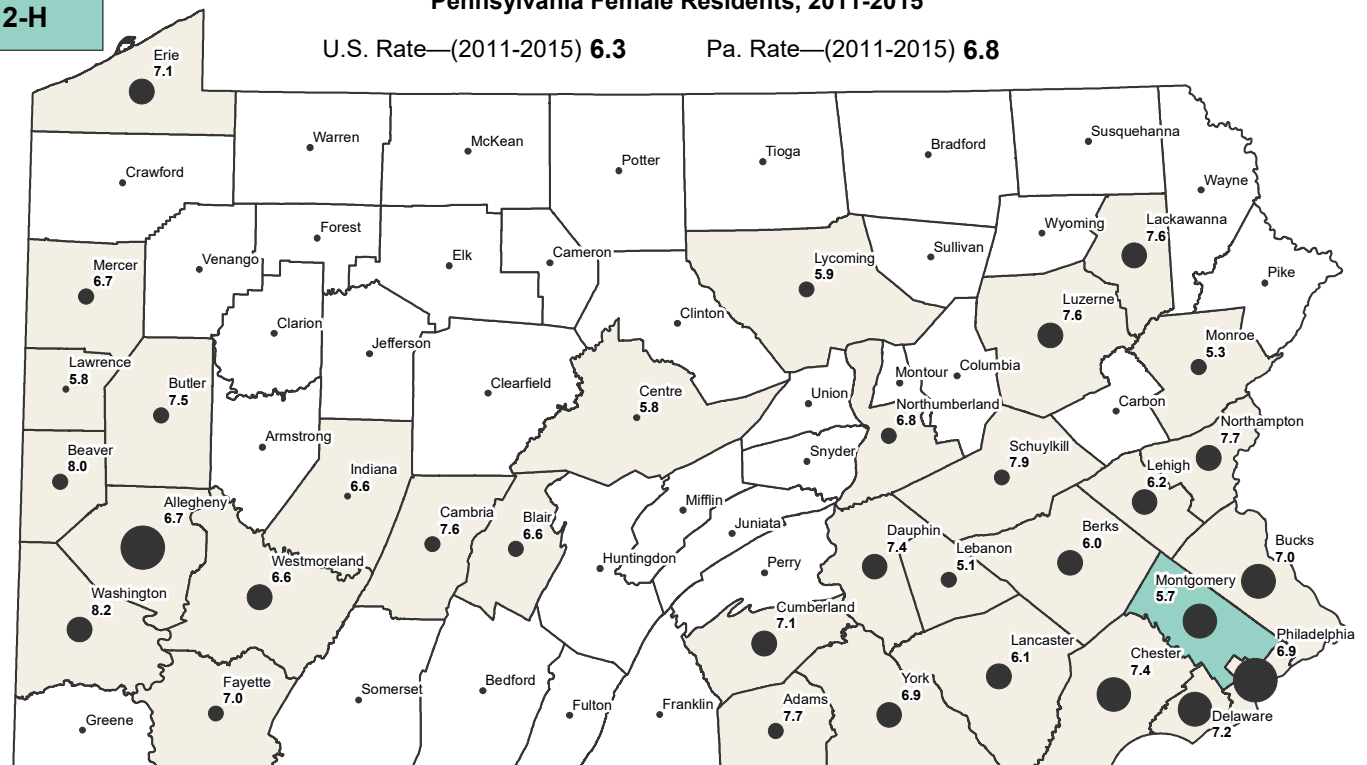 2-H
Pennsylvania Female Residents, 2011-2015
U.S. Rate—(2011-2015) 6.3
Pa. Rate—(2011-2015) 6.8
Erie
7.1
Warren
McKean
Potter
Tioga
Bradford
Susquehanna
Wayne
Crawford
Forest
Venango
Elk
Cameron
Wyoming
Lackawanna
7.6
Sullivan
Lycoming
5.9
Pike
Mercer
6.7
Clinton
Luzerne
7.6
Clarion
Jefferson
Monroe
5.3
Lawrence
5.8
Butler
7.5
Clearfield
Centre
5.8
Union
Montour
Columbia
Carbon
Northumberland
6.8
Northampton
7.7
Armstrong
Beaver
8.0
Indiana
6.6
Snyder
Schuylkill
7.9
Lehigh
6.2
Allegheny
6.7
Cambria
7.6
Blair
6.6
Mifflin
Juniata
Dauphin
7.4
Lebanon
5.1
Berks
6.0
Bucks
7.0
Westmoreland
6.6
Huntingdon
Perry
Montgomery
5.7
Washington
8.2
Cumberland
7.1
Lancaster
6.1
Chester
7.4
Philadelphia
6.9
Fayette
7.0
Somerset
Bedford
Fulton
Franklin
Adams
7.7
York
6.9
Delaware
7.2
Greene